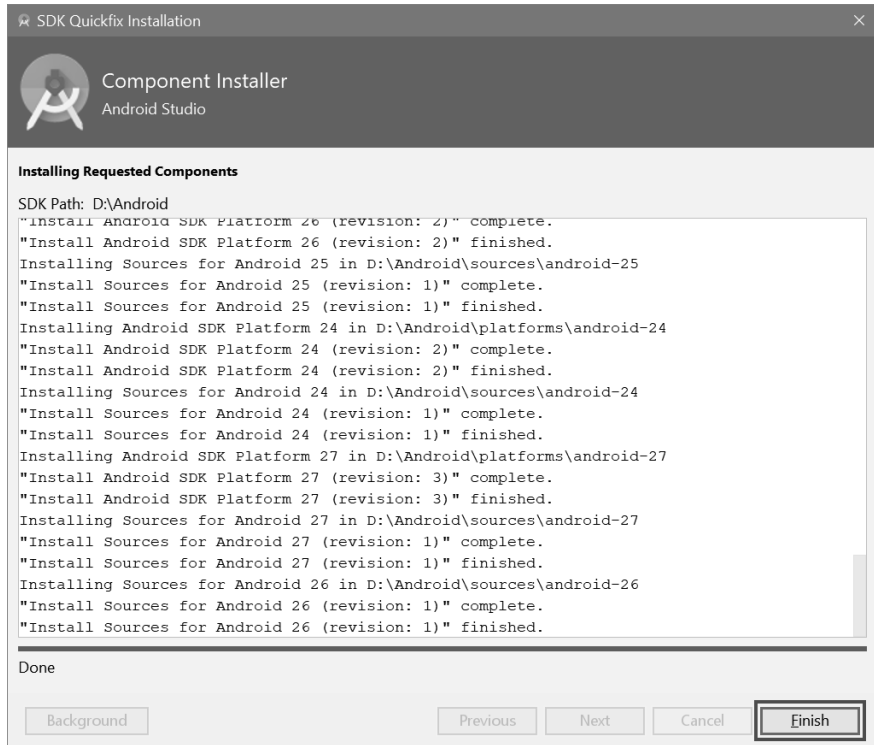 SDK Quickfix Installation
Component Installer
Android Studio
Installing Requested Components
SDK Path: D:\Android
"Install Android SDK Platform 26 (revision: 2)" complete.
"Install Android SDK Platform 26 (revision: 2)" finished.
Installing Sources for Android 25 in D:\Android\sources\android-25
"Install Sources for Android 25 (revision: 1)" complete.
"Install Sources for Android 25 (revision: 1)" finished.
Installing Android SDK Platform 24 in D:\Android\platforms\android-24
"Install Android SDK Platform 24 (revision: 2)" complete.
"Install Android SDK Platform 24 (revision: 2)" finished.
Installing Sources for Android 24 in D:\Android\sources\android-24
"Install Sources for Android 24 (revision: 1)" complete.
"Install Sources for Android 24 (revision: 1)" finished.
Installing Android SDK Platform 27 in D:\Android\platforms\android-27
"Install Android SDK Platform 27 (revision: 3)" complete.
"Install Android SDK Platform 27 (revision: 3)" finished.
Installing Sources for Android 27 in D:\Android\sources\android-27
"Install Sources for Android 27 (revision: 1)" complete.
"Install Sources for Android 27 (revision: 1)" finished.
Installing Sources for Android 26 in D:\Android\sources\android-26
"Install Sources for Android 26 (revision: 1)" complete.
"Install Sources for Android 26 (revision: 1)" finished.
Done
Background Previous Next Cancel Finish